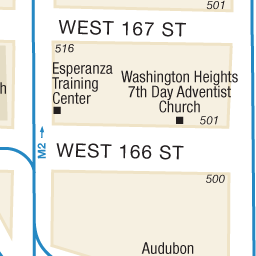 501
WEST 167 ST
516
Esperanza
Training
Center
Washington Heights
7th Day Adventist
Church
501
h
M2
WEST 166 ST
500
Audubon